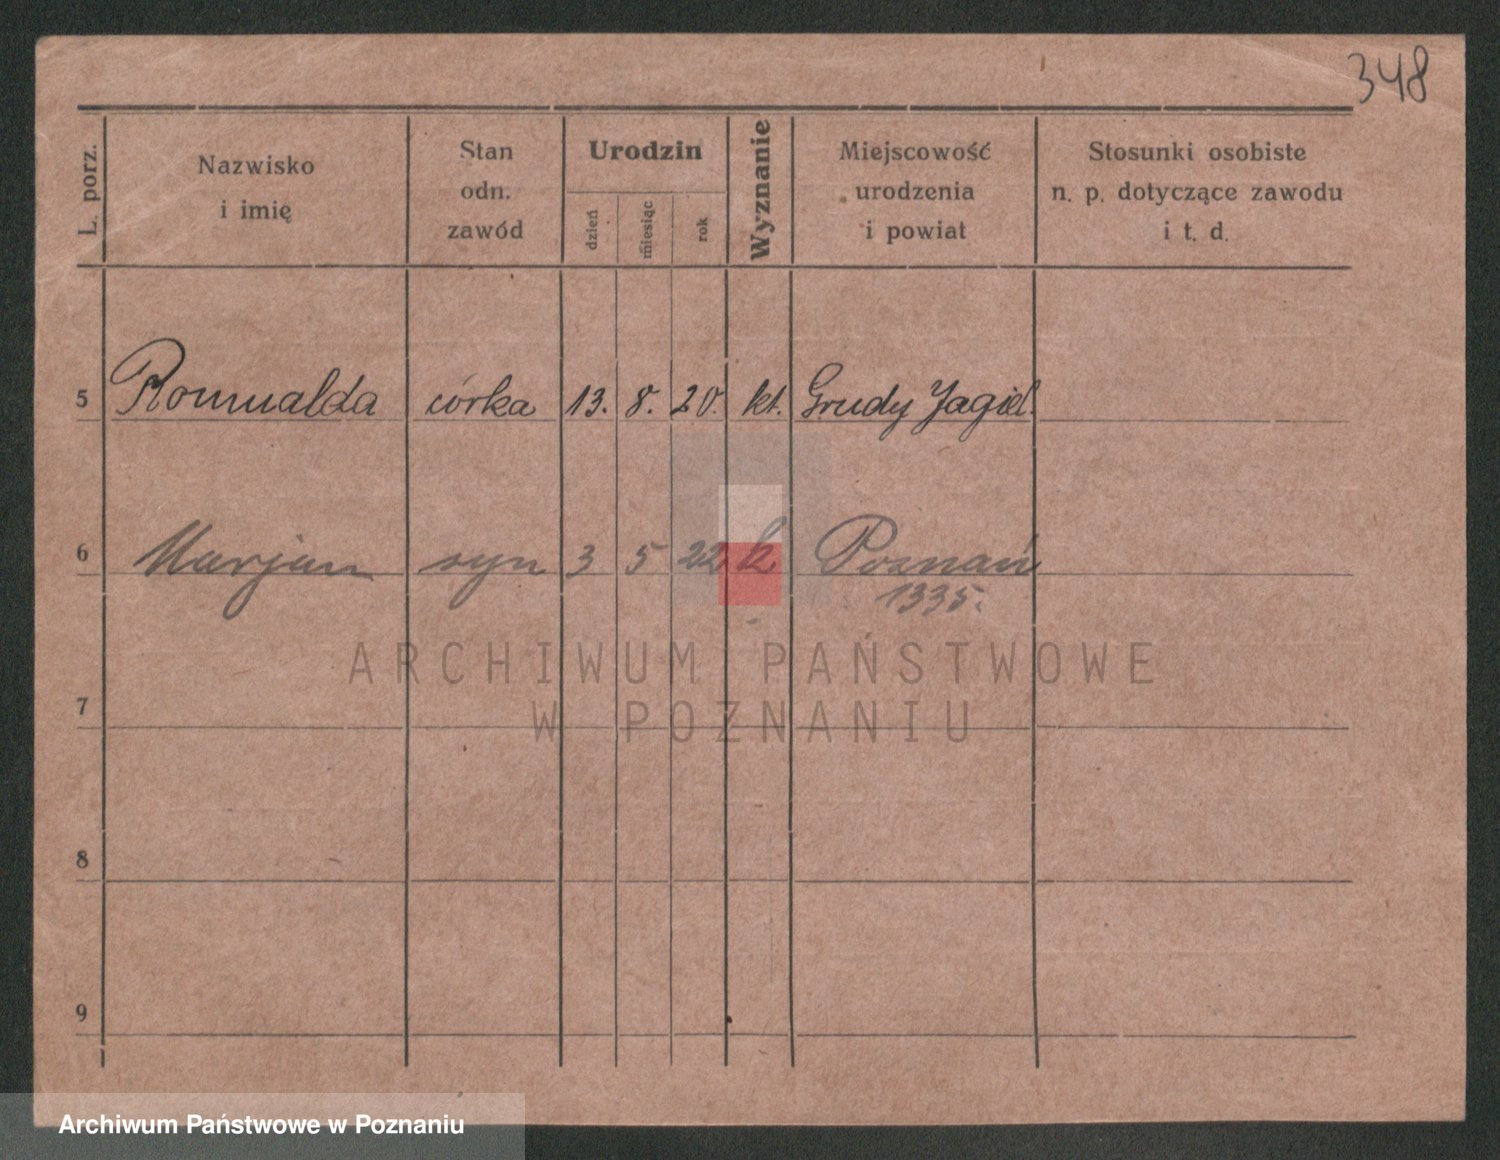 348
L. porz.
Nazwisko
i imię
Stan
odn.
zawód
Urodzin
dzień
miesiąc
rok
Wyznanie
Miejscowość
urodzenia
i powiat
Stosunki osobiste
n. p. dotyczące zawodu
i t. d.
5 Romualda córka 13. 8. 20. kt. Grudy Jagiel.
6 Marjan syn 3 5 22 k Poznań
1335.
ARCHIWUM PAŃSTWOWE
W POZNANIU
7
8
9
Archiwum Państwowe w Poznaniu